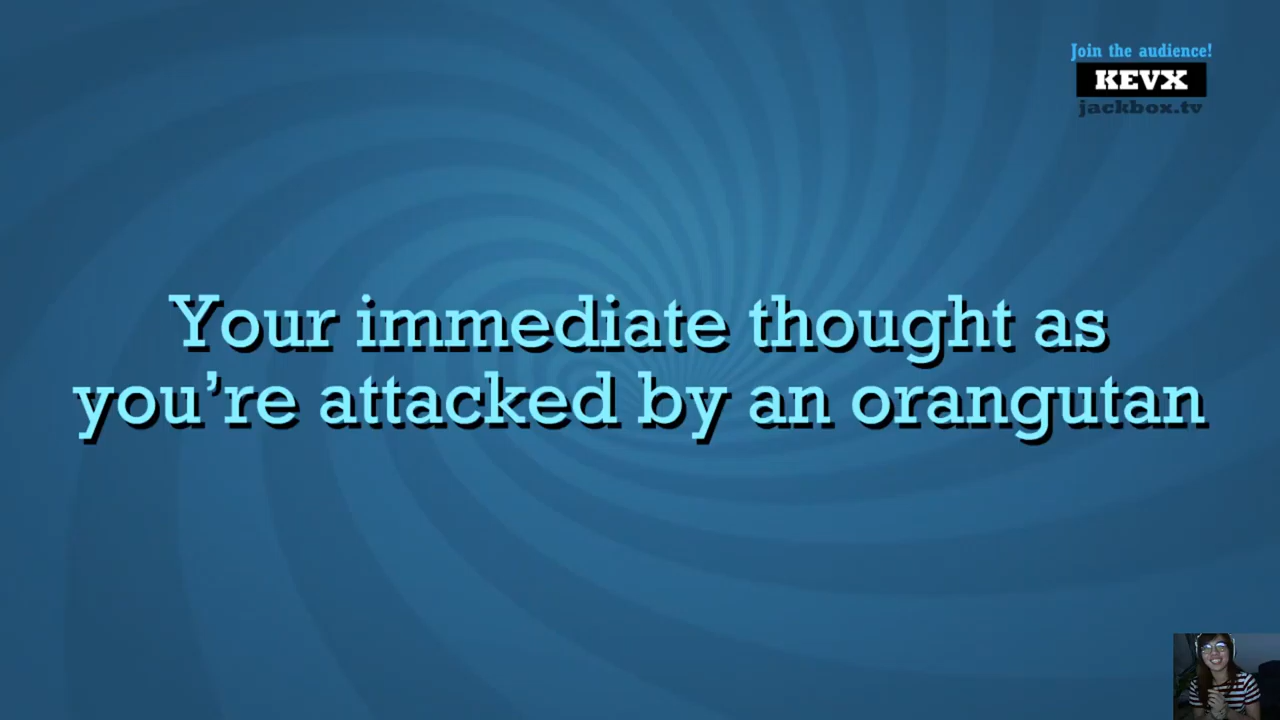 Join the audience!
KEVX
jackbox.tv
Your immediate thought as
you’re attacked by an orangutan